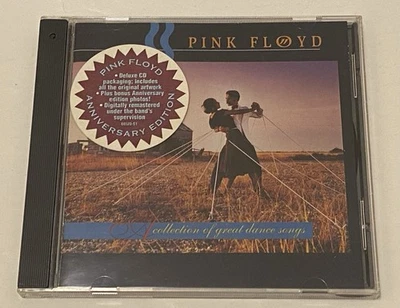 PINK FLOYD
PINK FLOYD
• Deluxe CD
packaging; includes
all the original artwork
• Plus bonus Anniversary
edition photos!
• Digitally remastered
under the band's
supervision
ANNIVERSARY EDITION
A collection of great dance songs